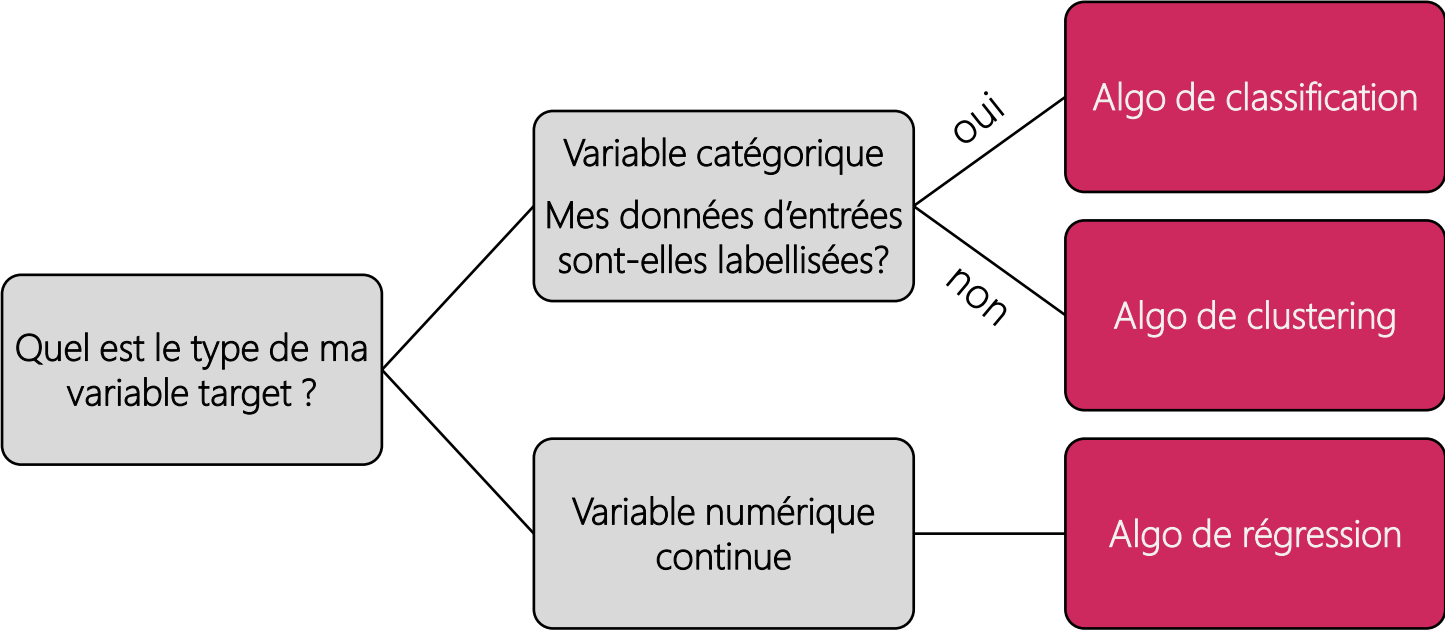 Quel est le type de ma
variable target ?
Variable catégorique
Mes données d’entrées
sont-elles labellisées?
oui
non
Variable numérique
continue
Algo de classification
Algo de clustering
Algo de régression